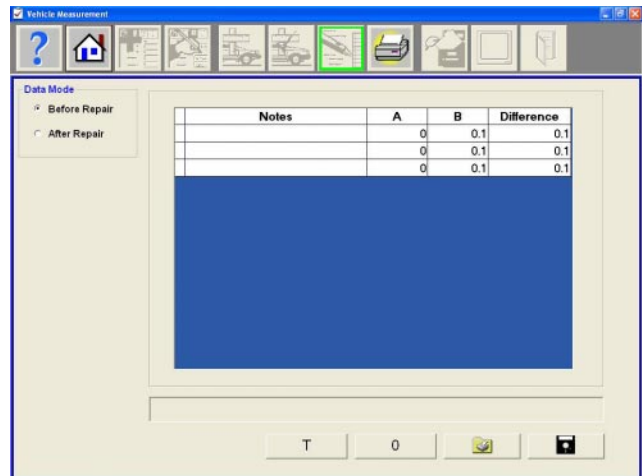 Vehicle Measurement
?
Data Mode
Before Repair
After Repair
Notes A B Difference
0 0.1 0.1
0 0.1 0.1
0 0.1 0.1
T 0